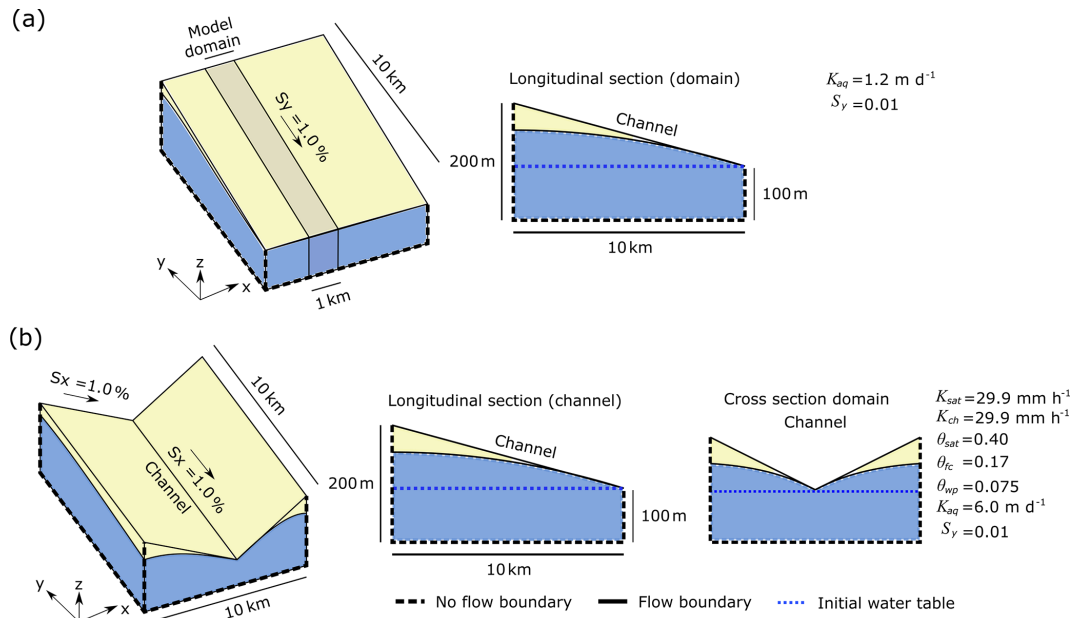 (a)
Model
domain
10 km
Sy =1.0 %
1 km
y
z
x
Longitudinal section (domain)
Channel
200 m
100 m
10 km
Kaq =1.2 m d-1
Sy =0.01
(b)
Sx =1.0 %
10 km
Sx =1.0 %
Channel
y
z
x
10 km
Longitudinal section (channel)
Channel
200 m
100 m
10 km
Cross section domain
Channel
Ksat =29.9 mm h-1
Kch =29.9 mm h-1
θsat =0.40
θfc =0.17
θwp =0.075
Kaq =6.0 m d-1
Sy =0.01
No flow boundary
Flow boundary
Initial water table